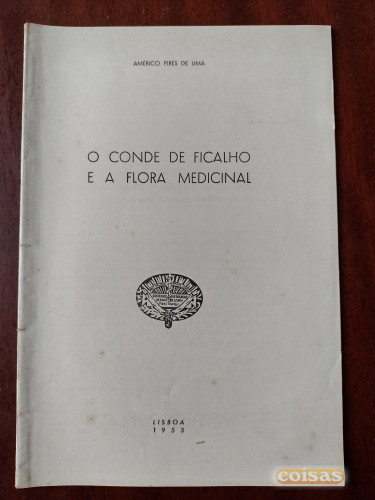 AMÉRICO PIRES DE LIMA
O CONDE DE FICALHO
E A FLORA MEDICINAL
LISBOA
1953
coisas